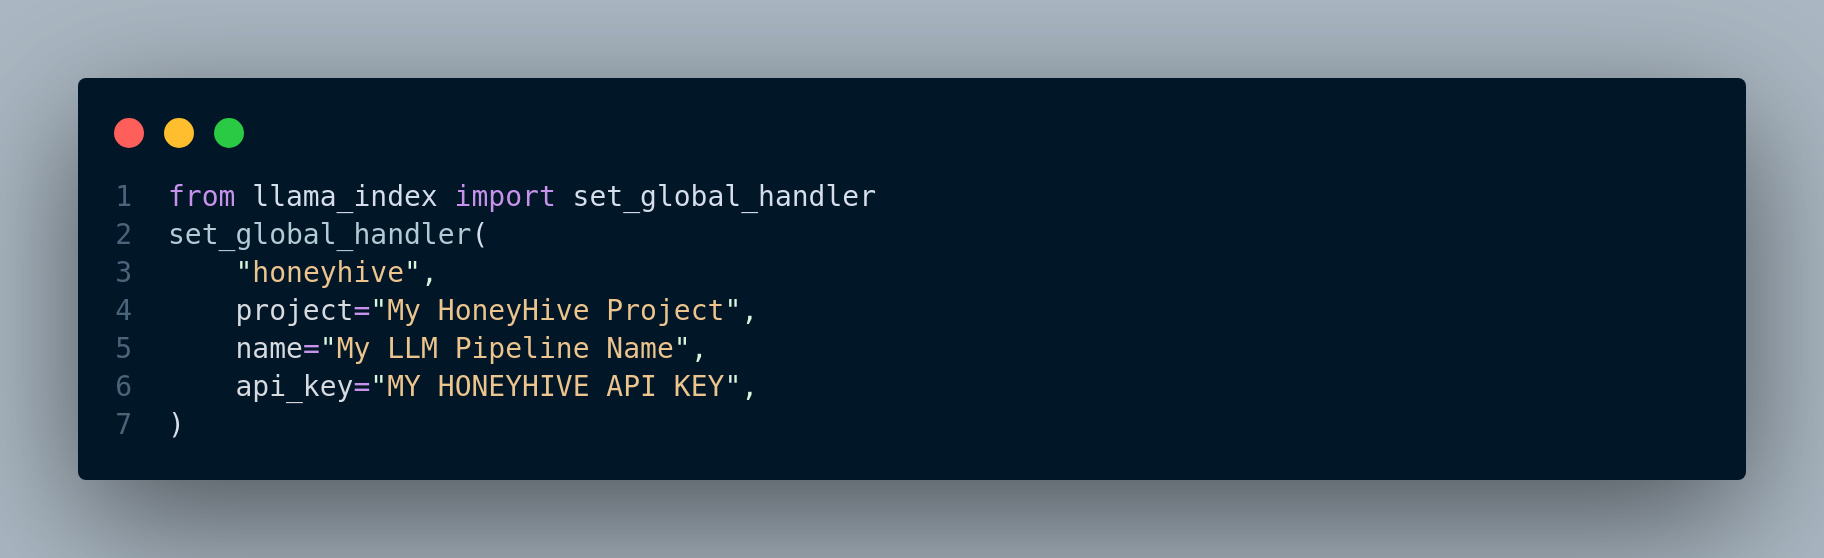 1 from llama_index import set_global_handler
2 set_global_handler(
3     "honeyhive",
4     project="My HoneyHive Project",
5     name="My LLM Pipeline Name",
6     api_key="MY HONEYHIVE API KEY",
7 )